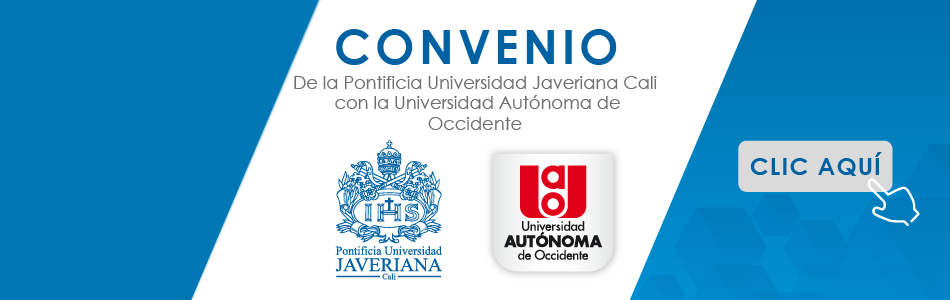 CONVENIO
De la Pontificia Universidad Javeriana Cali
con la Universidad Autónoma de
Occidente
IHS
Pontificia Universidad
JAVERIANA
Cali
uao
Universidad
AUTÓNOMA
de Occidente
CLIC AQUÍ